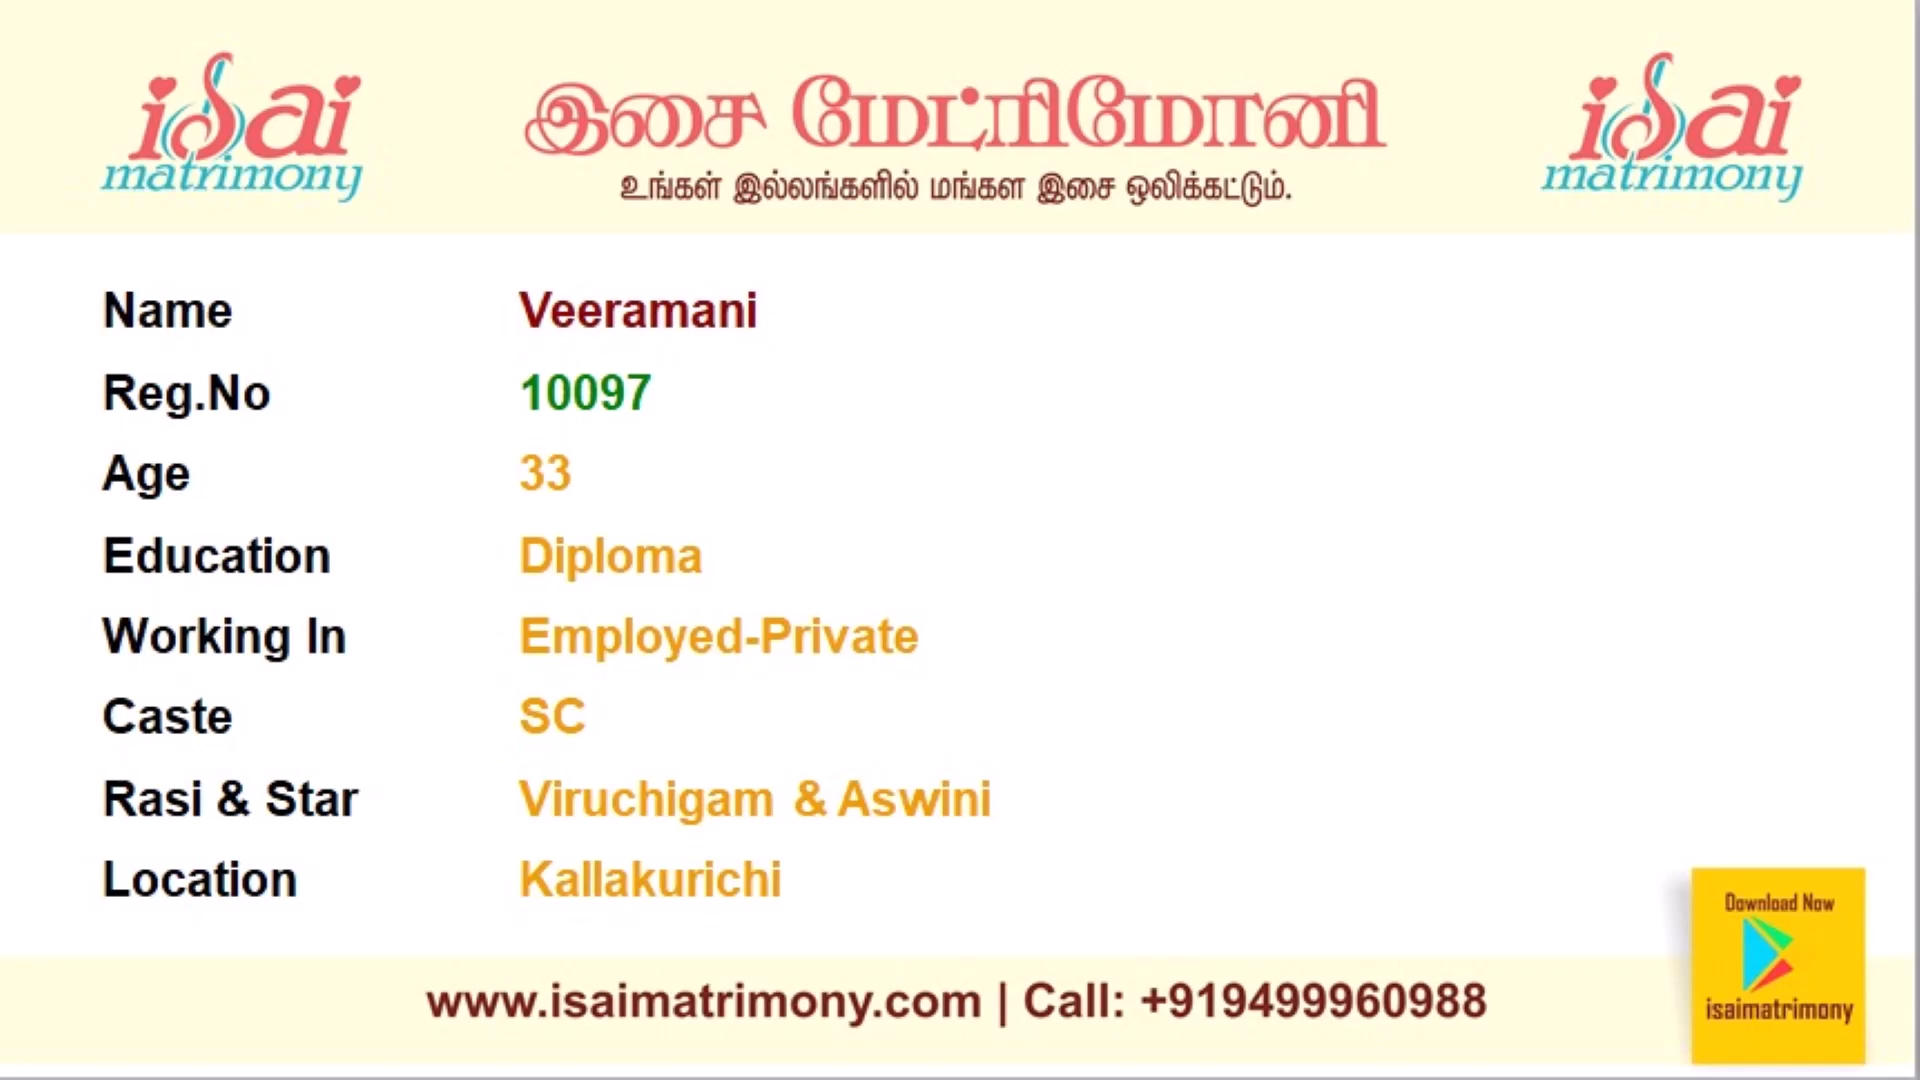 isai இசை மேட்ரிமோனி isai
matrimony உங்கள் இல்லங்களில் மங்கள இசை ஒலிக்கட்டும். matrimony
Name Veeramani
Reg.No 10097
Age 33
Education Diploma
Working In Employed-Private
Caste SC
Rasi & Star Viruchigam & Aswini
Location Kallakurichi
Download Now
isaimatrimony
www.isaimatrimony.com | Call: +919499960988